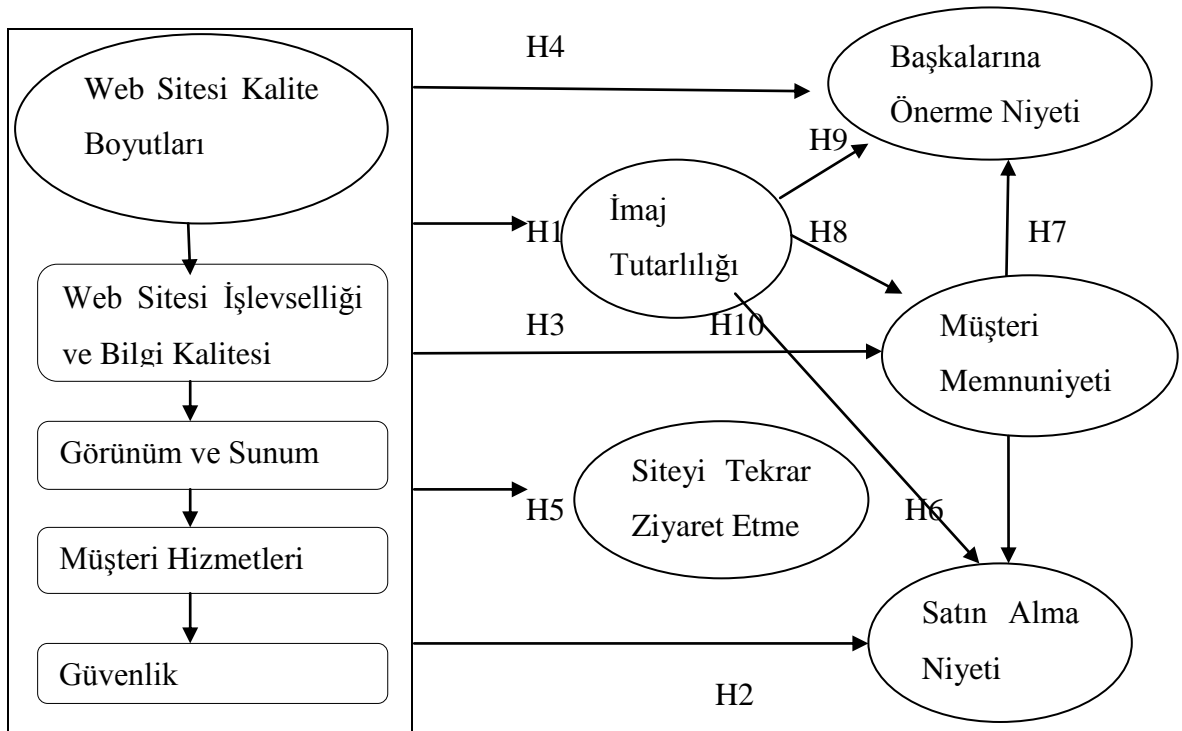 Web Sitesi Kalite
Boyutları
Web Sitesi İşlevselliği
ve Bilgi Kalitesi
Görünüm ve Sunum
Müşteri Hizmetleri
Güvenlik
H4
Başkalarına
Önerme Niyeti
H9
H1
İmaj
Tutarlılığı
H8
H7
H3
H10
Müşteri
Memnuniyeti
H5
Siteyi Tekrar
Ziyaret Etme
H6
Satın Alma
Niyeti
H2